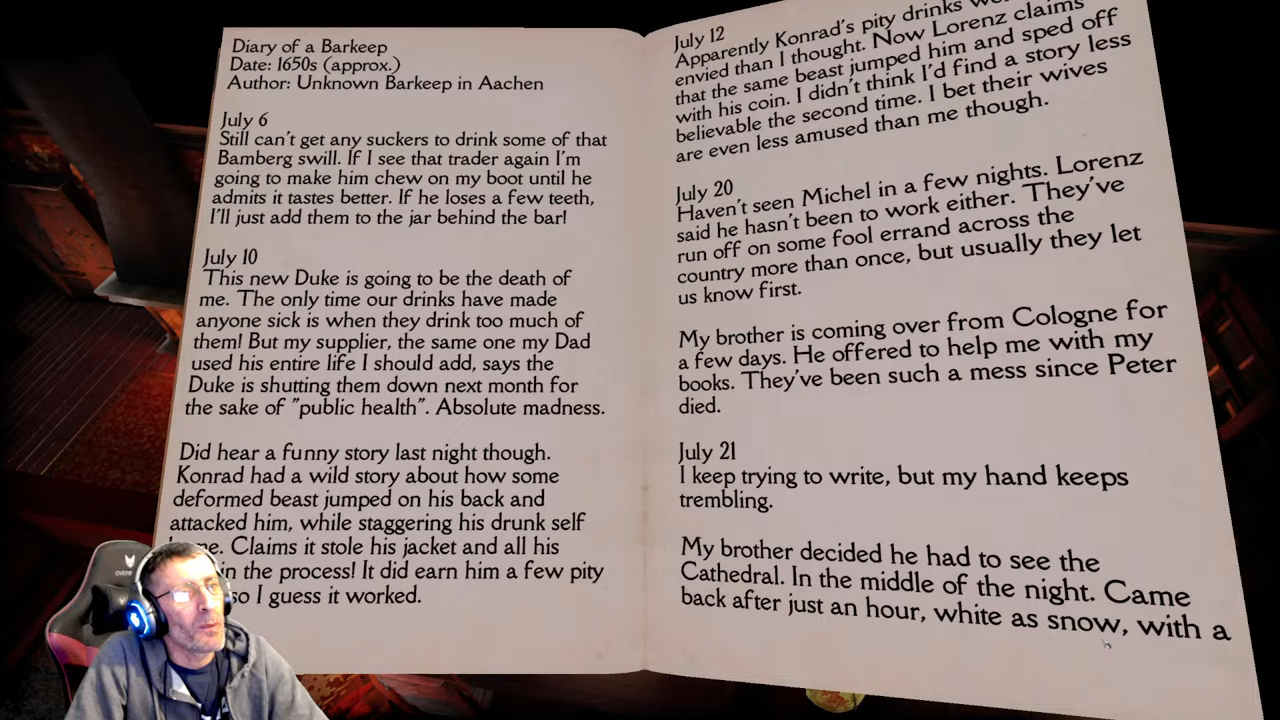 Diary of a Barkeep
Date: 1650s (approx.)
Author: Unknown Barkeep in Aachen
July 6
Still can't get any suckers to drink some of that
Bamberg swill. If I see that trader again I'm
going to make him chew on my boot until he
admits it tastes better. If he loses a few teeth,
I'll just add them to the jar behind the bar!
July 10
This new Duke is going to be the death of
me. The only time our drinks have made
anyone sick is when they drink too much of
them! But my supplier, the same one my Dad
used his entire life I should add, says the
Duke is shutting them down next month for
the sake of "public health". Absolute madness.
Did hear a funny story last night though.
Konrad had a wild story about how some
deformed beast jumped on his back and
attacked him, while staggering his drunk self
Claims it stole his jacket and all his
in the process! It did earn him a few pity
so I guess it worked.
July 12
Apparently Konrad's pity drinks
envied than I thought. Now Lorenz claims
that the same beast jumped him and sped off
with his coin. I didn't think I'd find a story less
believable the second time. I bet their wives
are even less amused than me though.
July 20
Haven't seen Michel in a few nights. Lorenz
said he hasn't been to work either. They've
run off on some fool errand across the
country more than once, but usually they let
us know first.
My brother is coming over from Cologne for
a few days. He offered to help me with my
books. They've been such a mess since Peter
died.
July 21
I keep trying to write, but my hand keeps
trembling.
My brother decided he had to see the
Cathedral. In the middle of the night. Came
back after just an hour, white as snow, with a